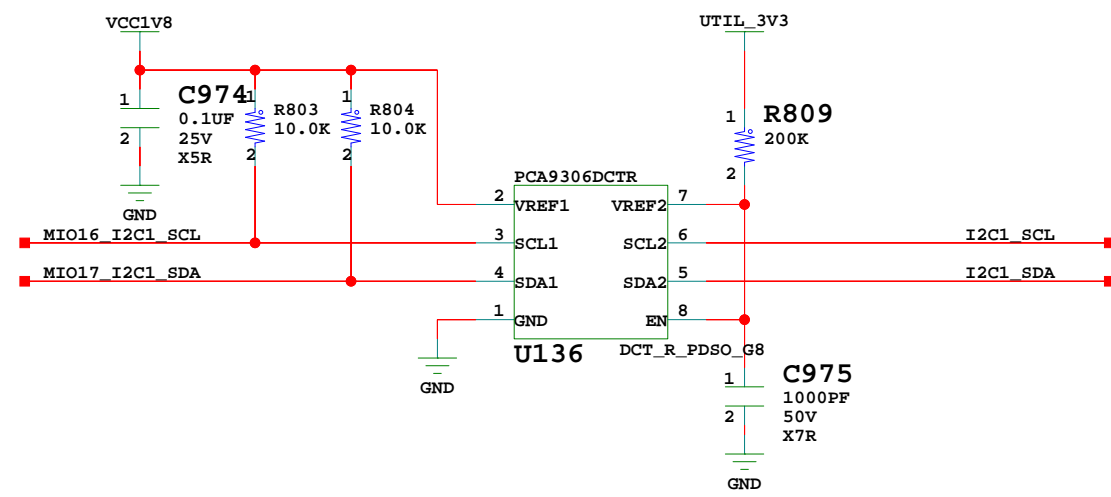 VCC1V8
UTIL_3V3
1
C974
0.1UF
25V
X5R
2
GND
1
R803
10.0K
2
1
R804
10.0K
2
1
R809
200K
2
PCA9306DCTR
2
VREF1
VREF2
7
MIO16_I2C1_SCL
3
SCL1
SCL2
6
I2C1_SCL
MIO17_I2C1_SDA
4
SDA1
SDA2
5
I2C1_SDA
1
GND
EN
8
U136
DCT_R_PDSO_G8
GND
1
C975
1000PF
50V
X7R
2
GND